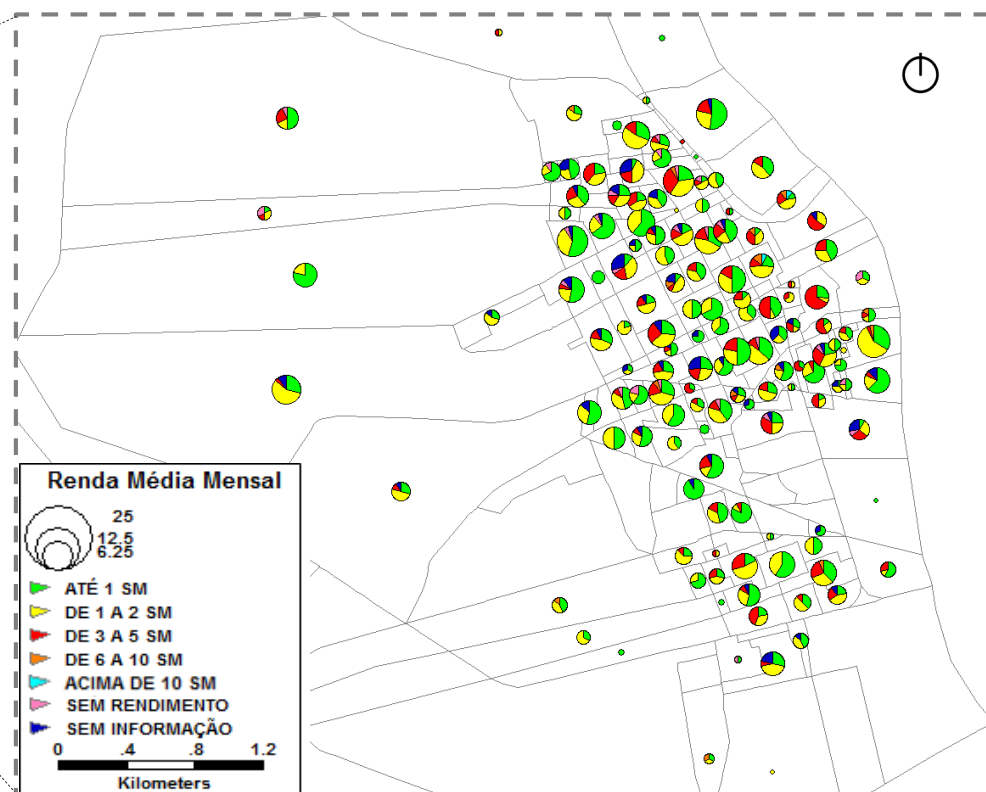 Renda Média Mensal
25
12.5
6.25
ATÉ 1 SM
DE 1 A 2 SM
DE 3 A 5 SM
DE 6 A 10 SM
ACIMA DE 10 SM
SEM RENDIMENTO
SEM INFORMAÇÃO
0 .4 .8 1.2
Kilometers